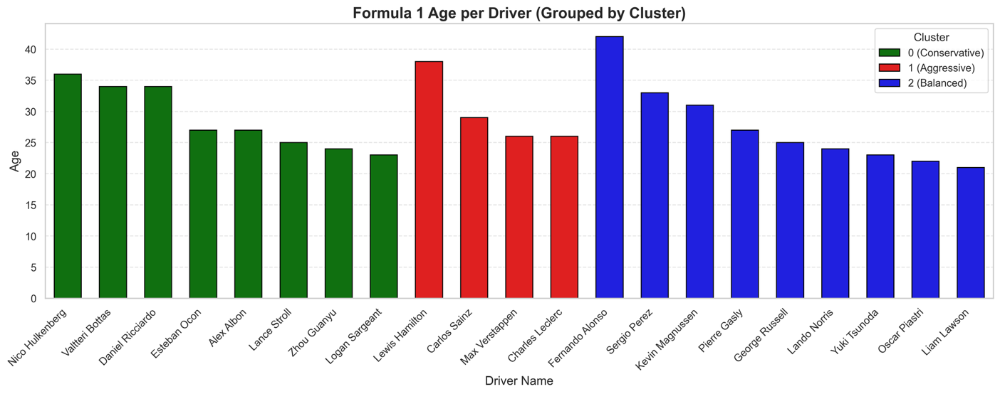 Formula 1 Age per Driver (Grouped by Cluster)
Cluster
0 (Conservative)
1 (Aggressive)
2 (Balanced)
Age
40
35
30
25
20
15
10
5
0
Nico Hulkenberg
Valtteri Bottas
Daniel Ricciardo
Esteban Ocon
Alex Albon
Lance Stroll
Zhou Guanyu
Logan Sargeant
Lewis Hamilton
Carlos Sainz
Max Verstappen
Charles Leclerc
Fernando Alonso
Sergio Perez
Kevin Magnussen
Pierre Gasly
George Russell
Lando Norris
Yuki Tsunoda
Oscar Piastri
Liam Lawson
Driver Name